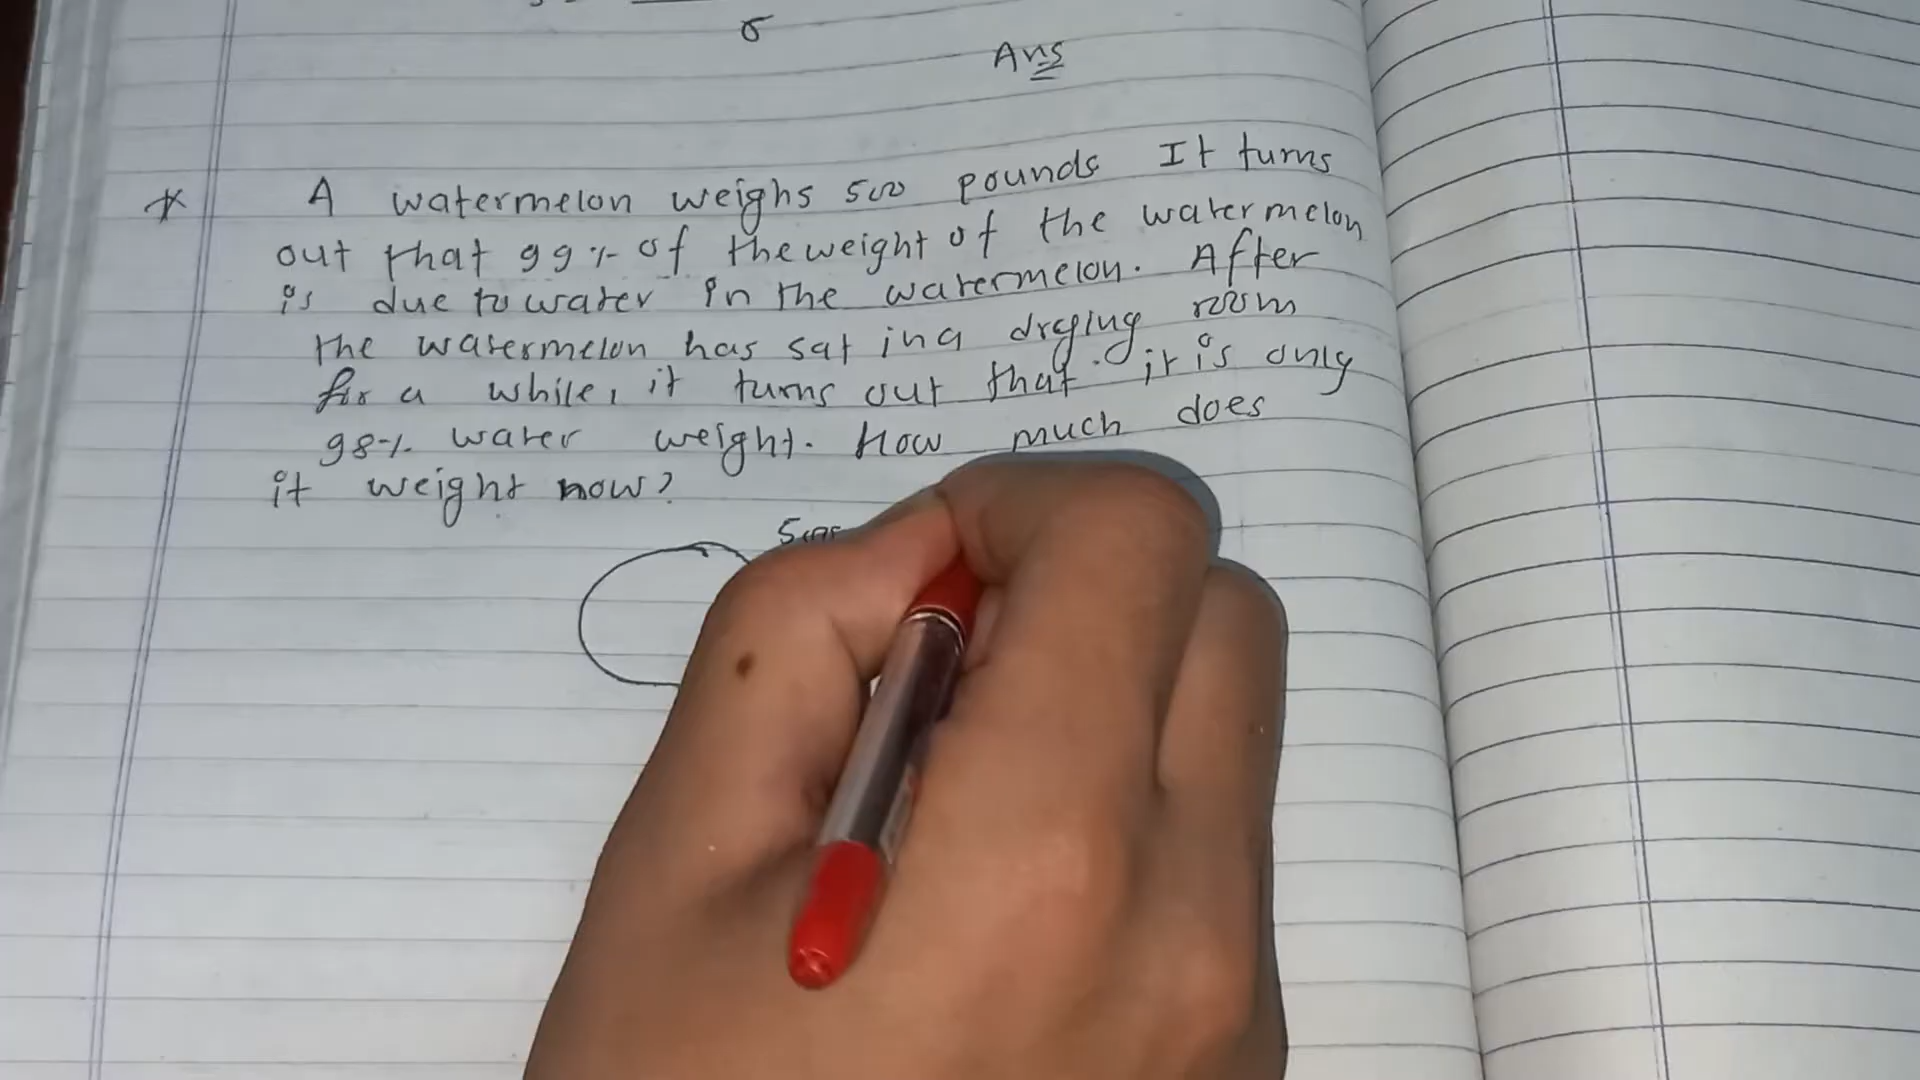 σ
Ans
* A watermelon weighs 500 pounds It turns
out that 99% of the weight of the watermelon
is due to water in the watermelon. After
the watermelon has sat in a drying room
for a while, it turns out that it is only
98% water weight. How much does
it weight now?